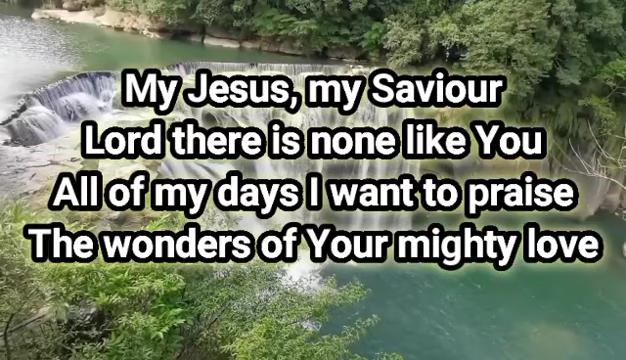 My Jesus, my Saviour
Lord there is none like You
All of my days I want to praise
The wonders of Your mighty love